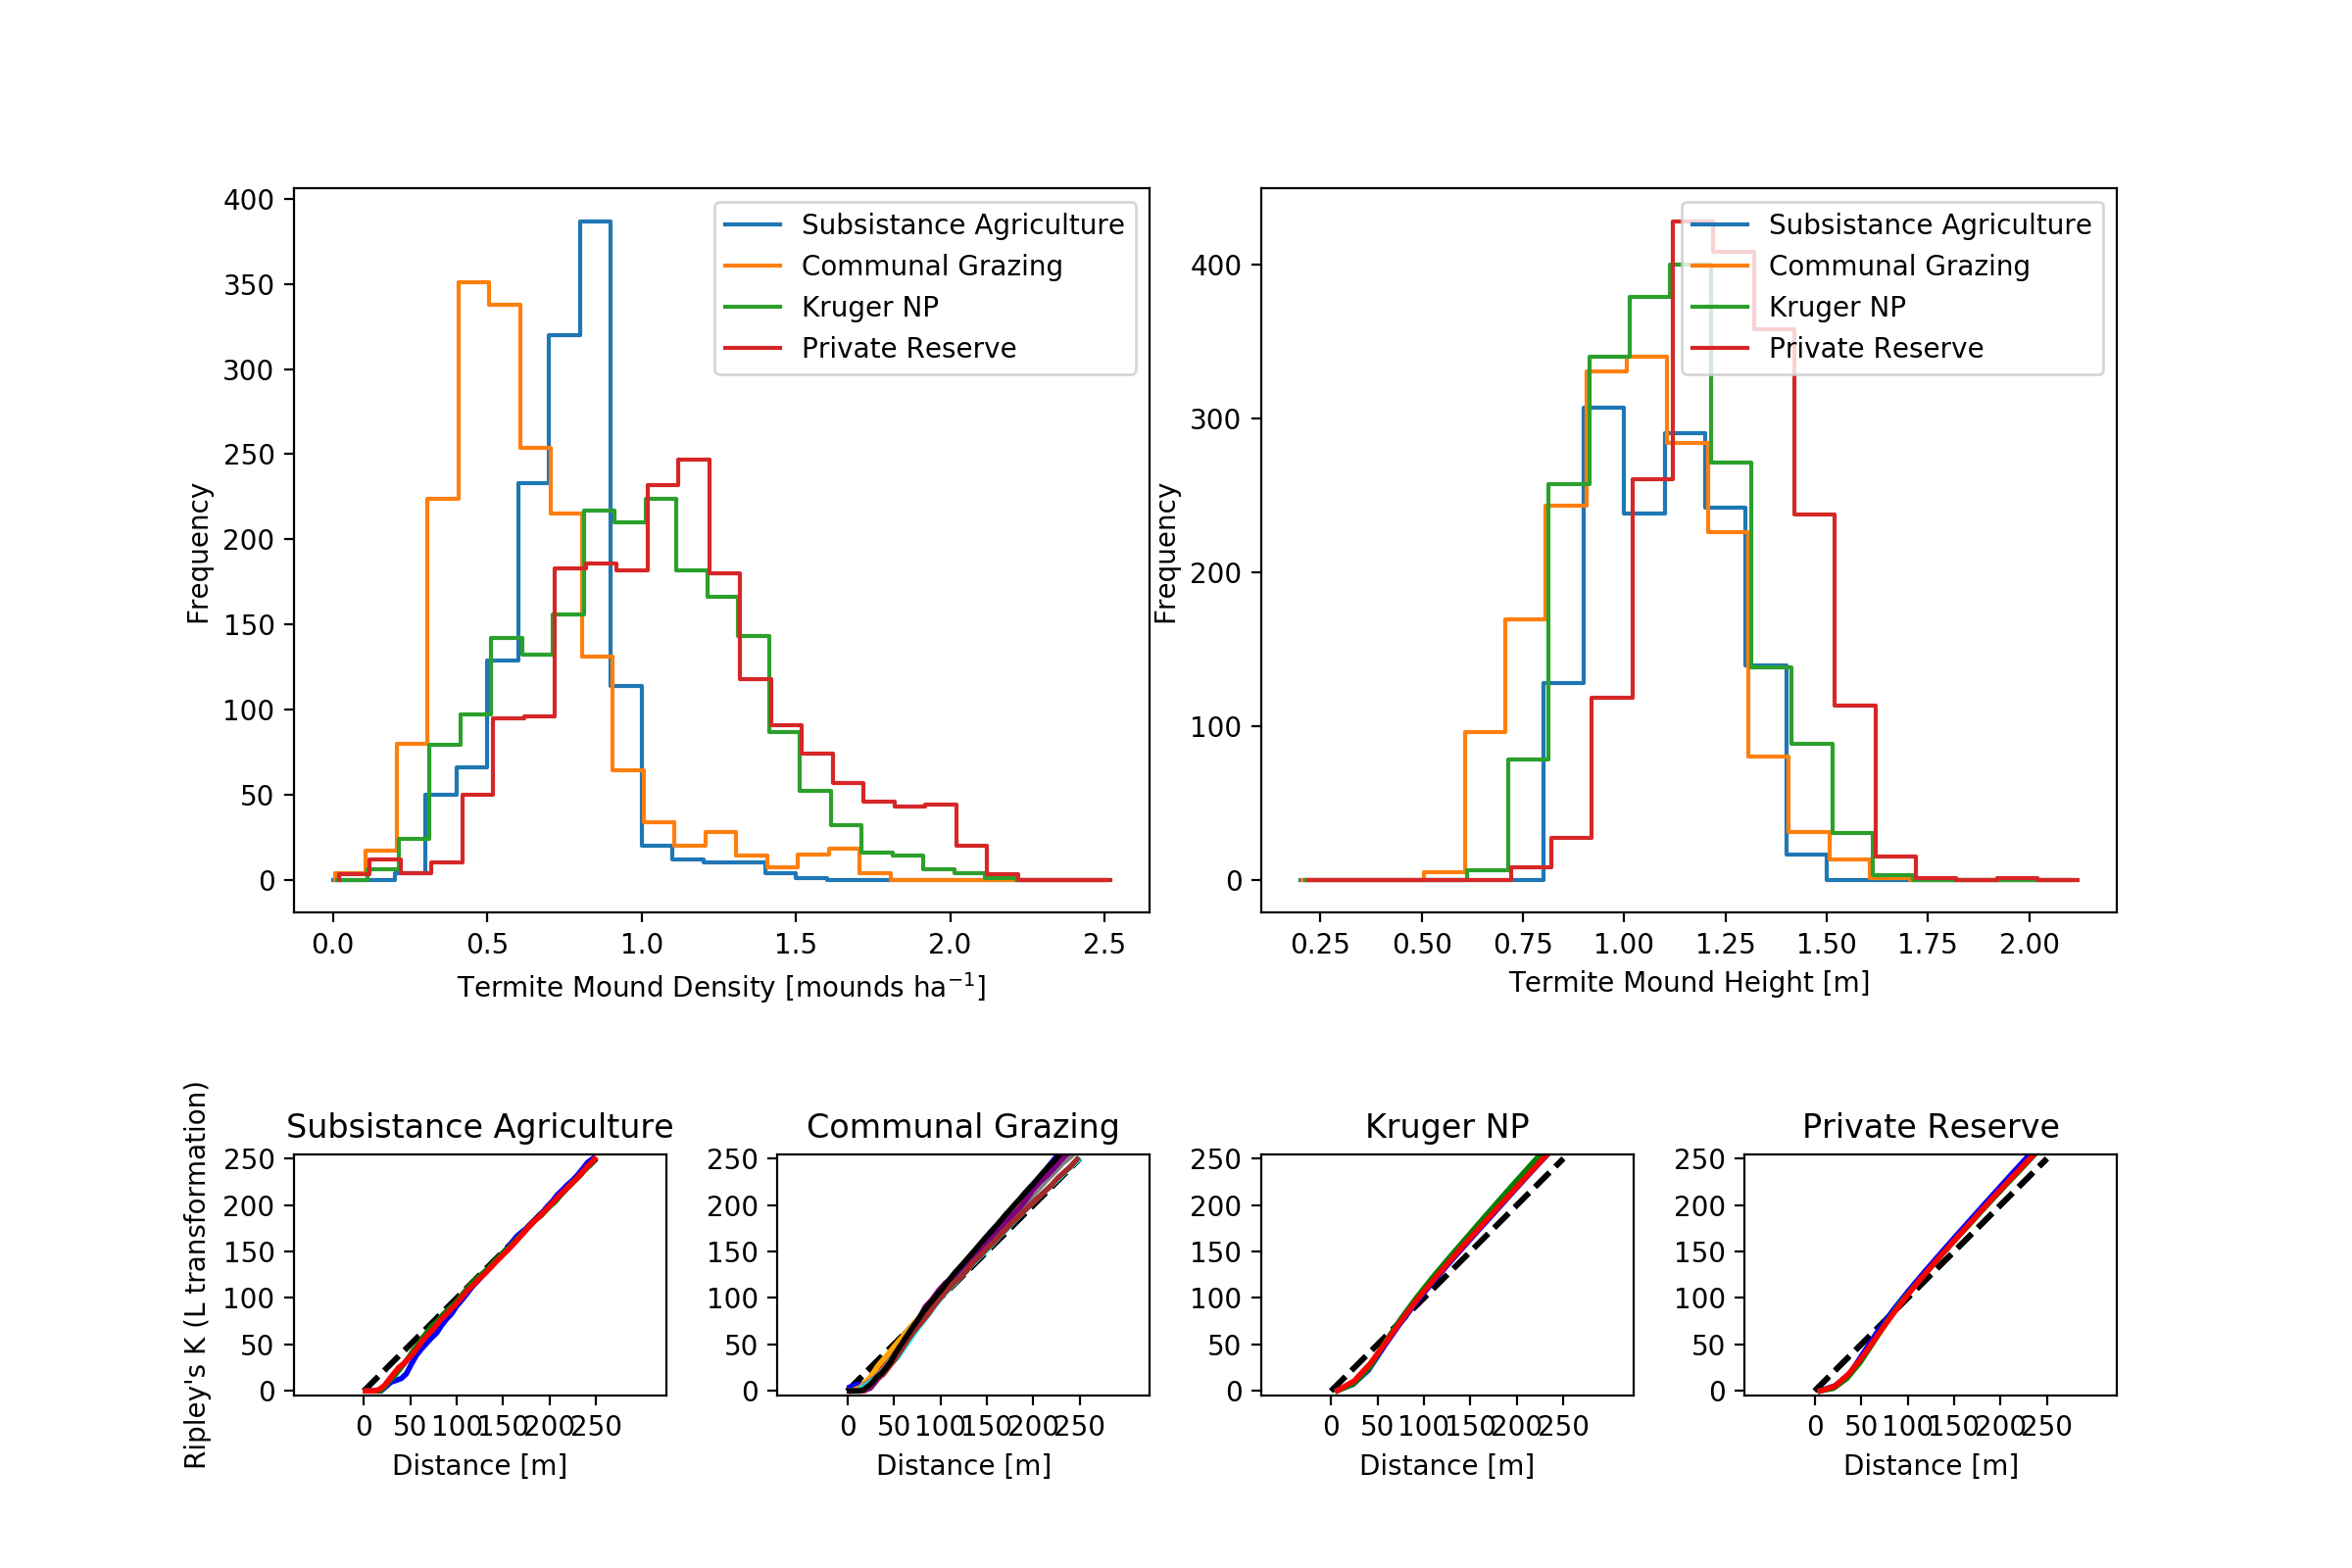 400
350
300
250
200
150
100
50
0
Frequency
0.0 0.5 1.0 1.5 2.0 2.5
Termite Mound Density [mounds ha⁻¹]
Subsistance Agriculture
Communal Grazing
Kruger NP
Private Reserve
400
300
200
100
0
Frequency
0.25 0.50 0.75 1.00 1.25 1.50 1.75 2.00
Termite Mound Height [m]
Subsistance Agriculture
Communal Grazing
Kruger NP
Private Reserve
Ripley's K (L transformation)
Subsistance Agriculture
250
200
150
100
50
0
0 50 100 150 200 250
Distance [m]
Communal Grazing
250
200
150
100
50
0
0 50 100 150 200 250
Distance [m]
Kruger NP
250
200
150
100
50
0
0 50 100 150 200 250
Distance [m]
Private Reserve
250
200
150
100
50
0
0 50 100 150 200 250
Distance [m]